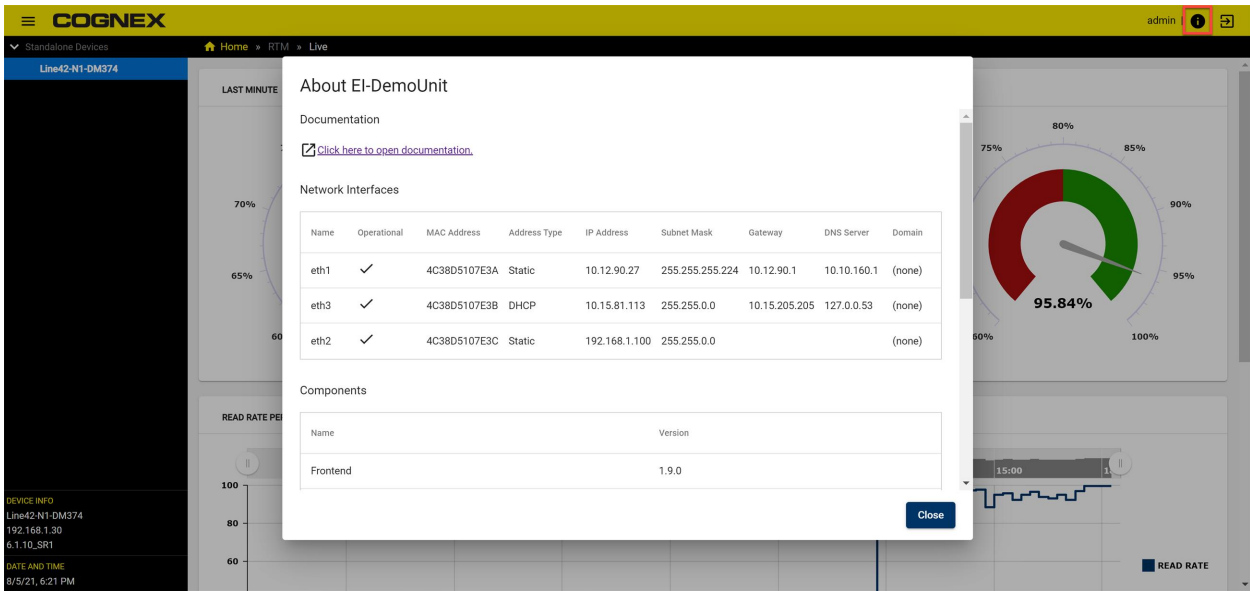 COGNEX
admin |
Standalone Devices
Home » RTM » Live
Line42-N1-DM374
LAST MINUTE
About EI-DemoUnit
Documentation
Click here to open documentation.
Network Interfaces
Name Operational MAC Address Address Type IP Address Subnet Mask Gateway DNS Server Domain
eth1 ✓ 4C38D5107E3A Static 10.12.90.27 255.255.255.224 10.12.90.1 10.10.160.1 (none)
eth3 ✓ 4C38D5107E3B DHCP 10.15.81.113 255.255.0.0 10.15.205.205 127.0.0.53 (none)
eth2 ✓ 4C38D5107E3C Static 192.168.1.100 255.255.0.0 (none)
Components
Name Version
Frontend 1.9.0
Close
70%
65%
60
75%
80%
85%
90%
95%
95.84%
60%
100%
READ RATE PE
15:00
100
80
60
READ RATE
DEVICE INFO
Line42-N1-DM374
192.168.1.30
6.1.10_SR1
DATE AND TIME
8/5/21, 6:21 PM